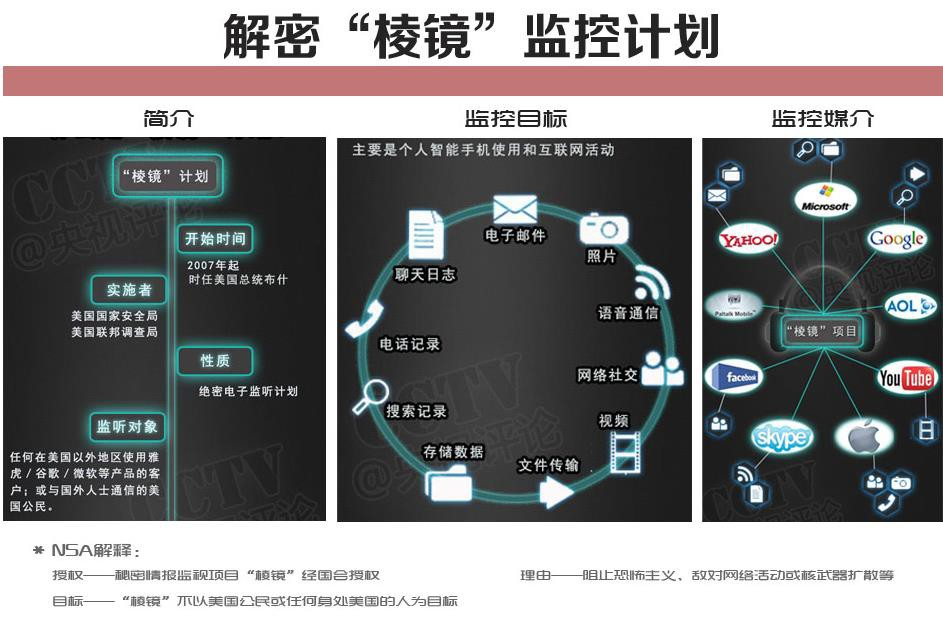 解密“棱镜”监控计划
简介
监控目标
监控媒介
“棱镜”计划
开始时间
2007年起
时任美国总统布什
实施者
美国国家安全局
美国联邦调查局
性质
绝密电子监听计划
监听对象
任何在美国以外地区使用雅
虎/谷歌/微软等产品的客
户；或与国外人士通信的美
国公民。
CCTV
@央视评论
主要是个人智能手机使用和互联网活动
电子邮件
照片
聊天日志
语音通信
电话记录
网络社交
搜索记录
视频
存储数据
文件传输
CCTV
@央视评论
Microsoft
YAHOO!
Google
Paltalk Mobile
AOL
“棱镜”项目
facebook
YouTube
skype
* NSA解释：
授权——秘密情报监视项目“棱镜”经国会授权
理由——阻止恐怖主义、敌对网络活动或核武器扩散等
目标——“棱镜”不以美国公民或任何身处美国的人为目标